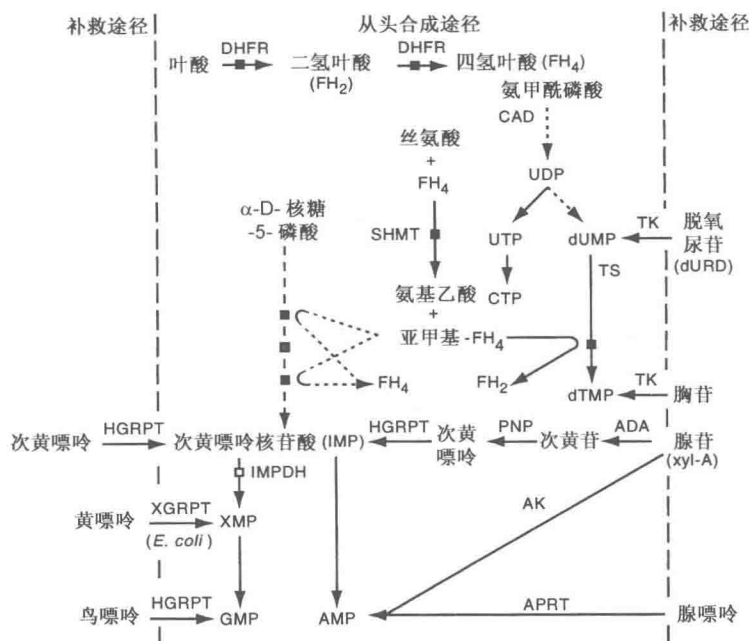 补救途径 从头合成途径 补救途径
DHFR DHFR
叶酸 二氢叶酸 四氢叶酸 (FH4)
(FH2)
氨甲酰磷酸
CAD
丝氨酸
+
FH4
UDP
α-D-核糖
-5-磷酸
SHMT UTP dUMP TK 脱氧
尿苷
(dURD)
TS
氨基乙酸 CTP
+
亚甲基-FH4
FH4 FH2 dTMP TK 胸苷
次黄嘌呤 HGRPT 次黄嘌呤核苷酸 (IMP) HGRPT 次黄
嘌呤 PNP 次黄苷 ADA 腺苷
(xyl-A)
IMPDH
黄嘌呤 XGRPT XMP AK
(E. coli)
鸟嘌呤 HGRPT GMP AMP APRT 腺嘌呤